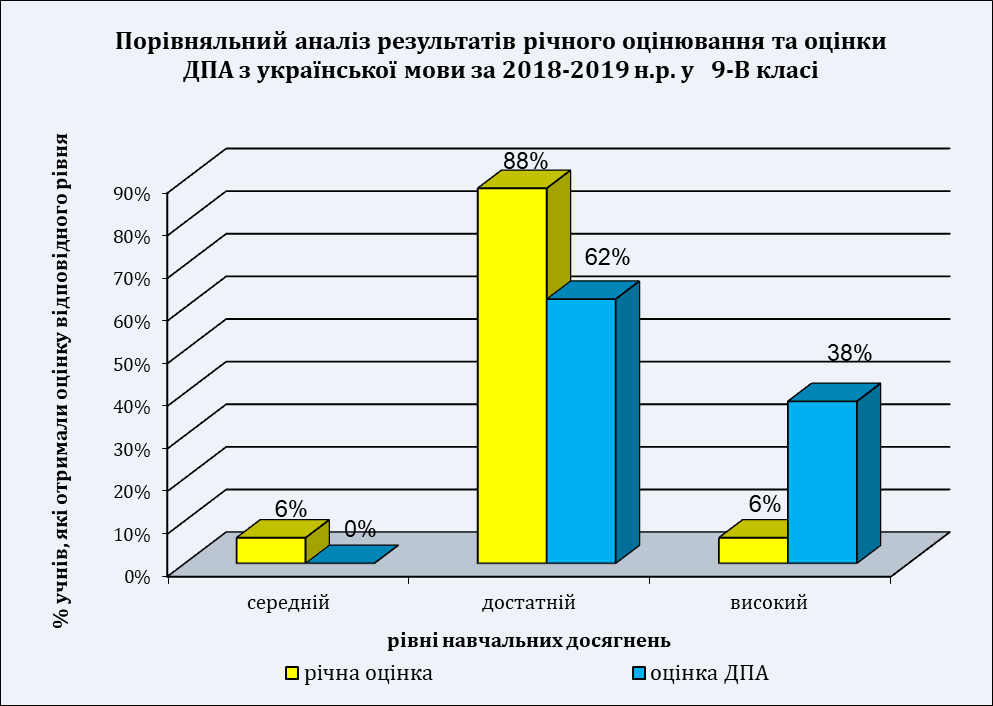 Порівняльний аналіз результатів річного оцінювання та оцінки
ДПА з української мови за 2018-2019 н.р. у 9-В класі
% учнів, які отримали оцінку відповідного рівня
90%
80%
70%
60%
50%
40%
30%
20%
10%
0%
6%
0%
88%
62%
6%
38%
середній
достатній
високий
рівні навчальних досягнень
річна оцінка
оцінка ДПА